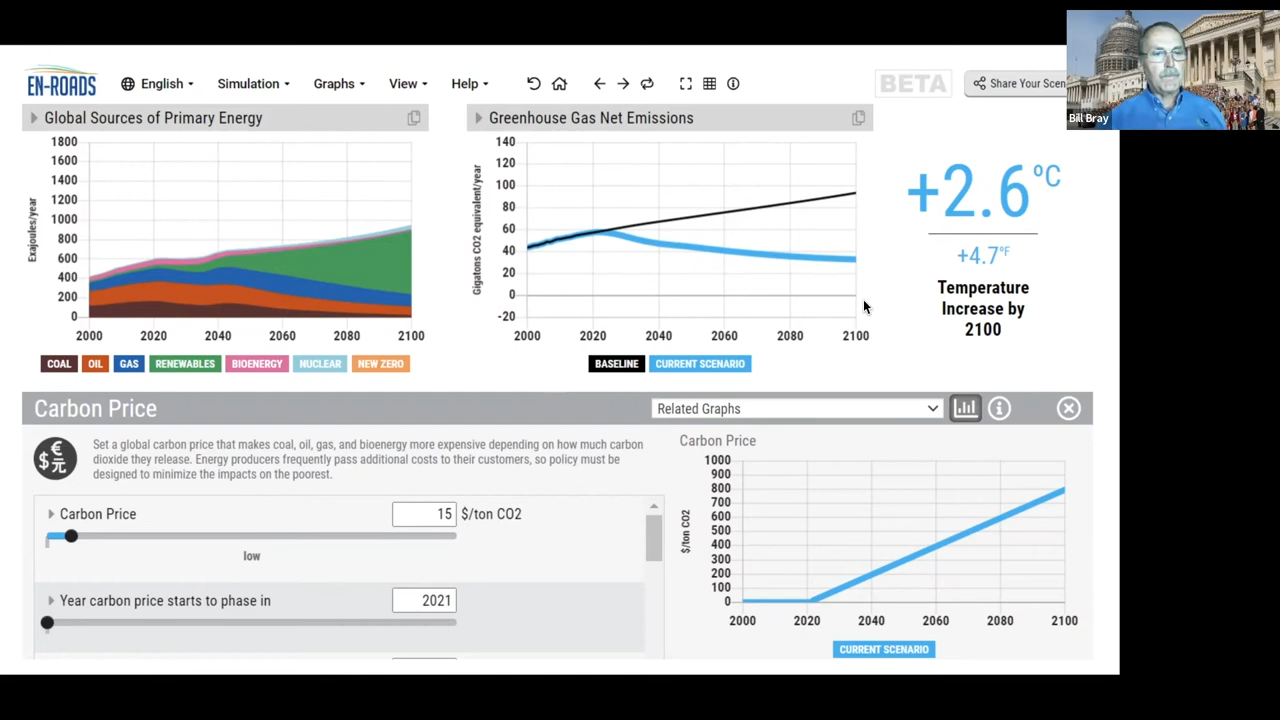 EN-ROADS
English
Simulation
Graphs
View
Help
BETA
Share Your Scen
Bill Bray
Global Sources of Primary Energy
1800
1600
1400
1200
1000
800
600
400
200
0
Exajoules/year
2000 2020 2040 2060 2080 2100
COAL OIL GAS RENEWABLES BIOENERGY NUCLEAR NEW ZERO
Greenhouse Gas Net Emissions
140
120
100
80
60
40
20
0
-20
Gigatons CO2 equivalent/year
2000 2020 2040 2060 2080 2100
BASELINE CURRENT SCENARIO
+2.6 ºC
+4.7 °F
Temperature
Increase by
2100
Carbon Price
Related Graphs
$ € 元
Set a global carbon price that makes coal, oil, gas, and bioenergy more expensive depending on how much carbon
dioxide they release. Energy producers frequently pass additional costs to their customers, so policy must be
designed to minimize the impacts on the poorest.
Carbon Price 15 $/ton CO2
low
Year carbon price starts to phase in 2021
Carbon Price
1000
900
800
700
600
500
400
300
200
100
0
$/ton CO2
2000 2020 2040 2060 2080 2100
CURRENT SCENARIO